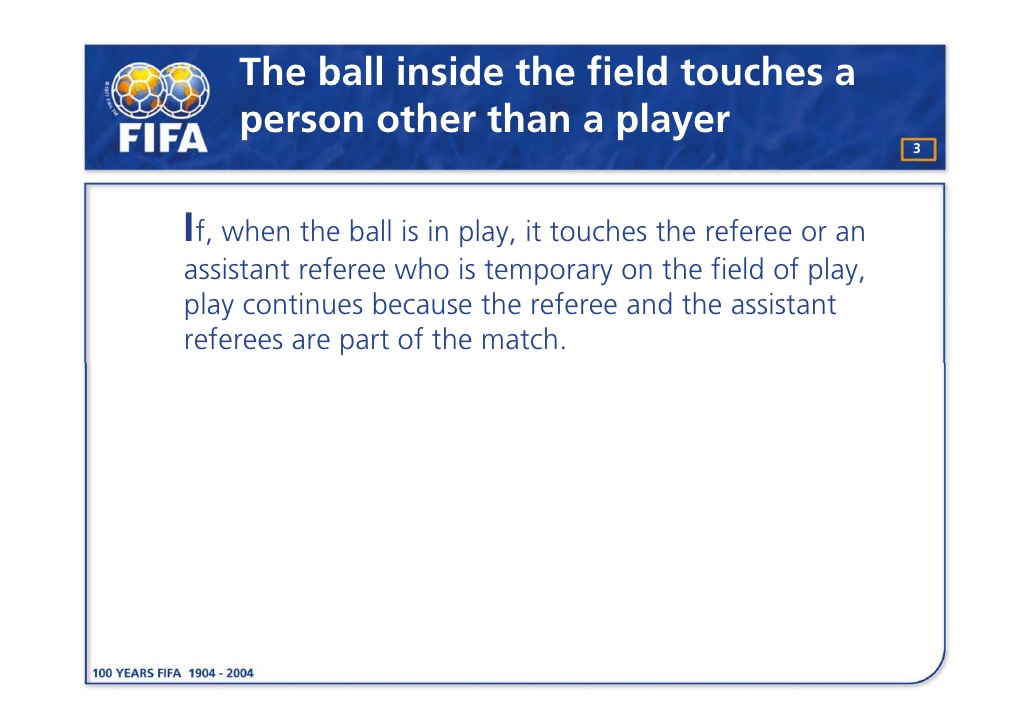 The ball inside the field touches a
person other than a player
FIFA
3
If, when the ball is in play, it touches the referee or an
assistant referee who is temporary on the field of play,
play continues because the referee and the assistant
referees are part of the match.
100 YEARS FIFA 1904 - 2004